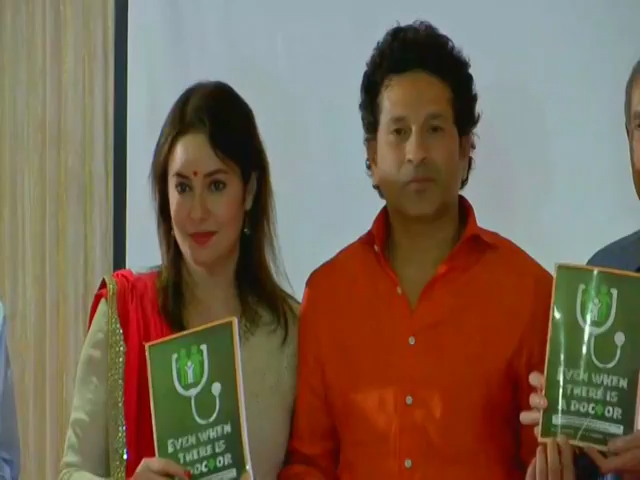 EVEN WHEN
THERE IS
A DOCTOR
EVEN WHEN
THERE IS
A DOCTOR